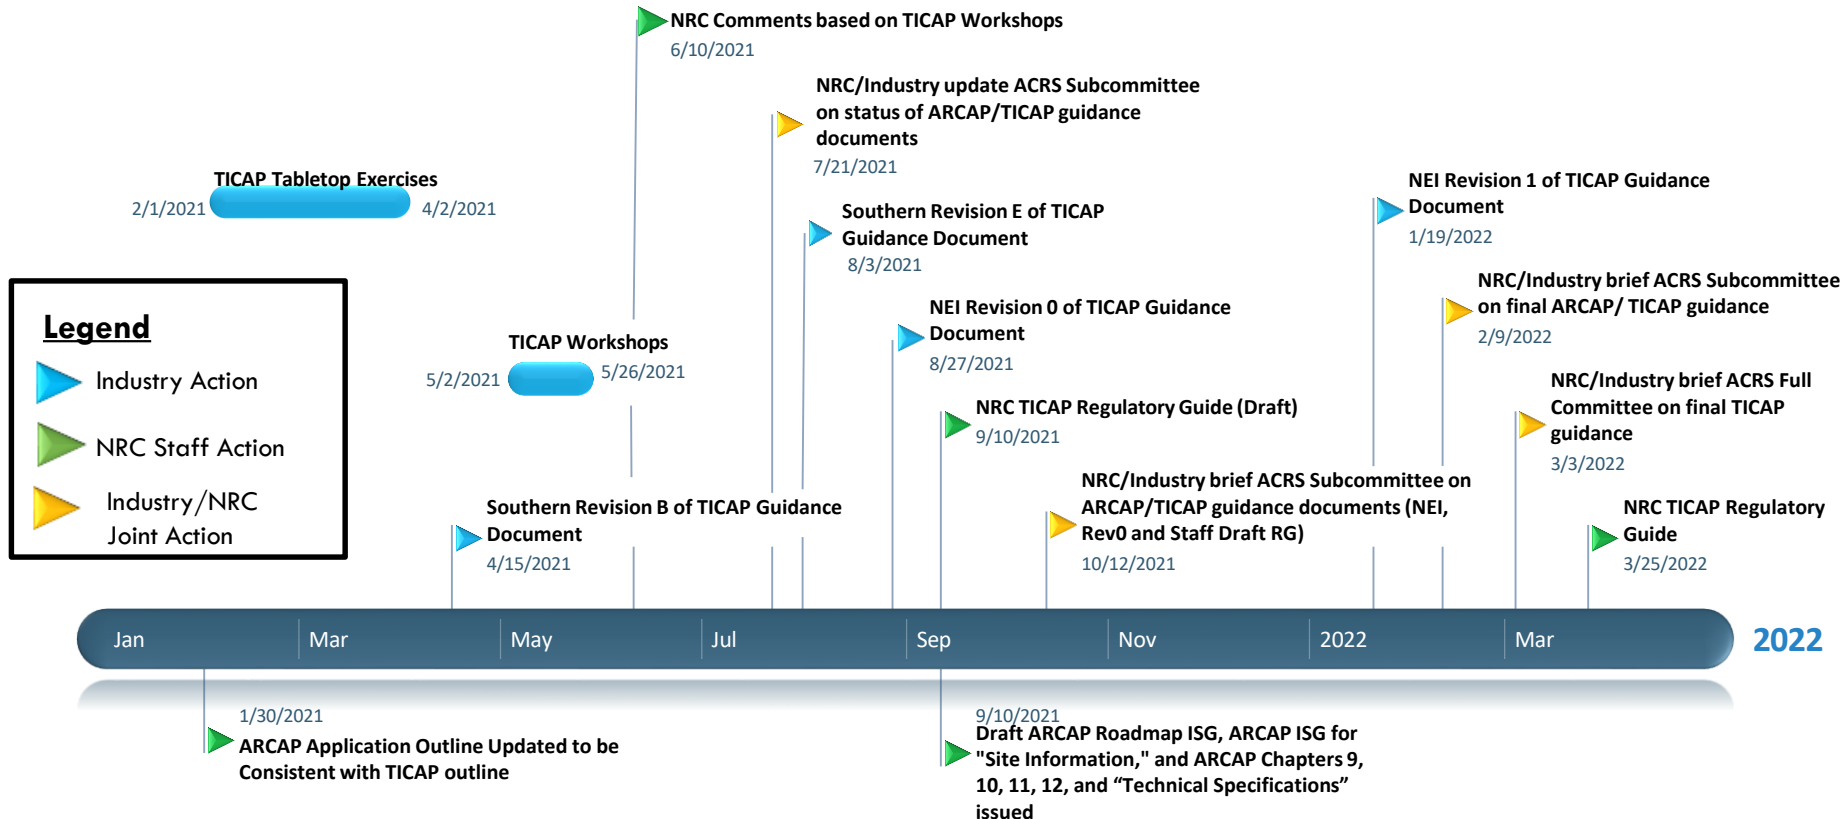 NRC Comments based on TICAP Workshops
6/10/2021
NRC/Industry update ACRS Subcommittee
on status of ARCAP/TICAP guidance
documents
7/21/2021
TICAP Tabletop Exercises
2/1/2021
4/2/2021
Southern Revision E of TICAP
Guidance Document
8/3/2021
NEI Revision 1 of TICAP Guidance
Document
1/19/2022
Legend
Industry Action
NRC Staff Action
Industry/NRC
Joint Action
TICAP Workshops
5/2/2021
5/26/2021
NEI Revision 0 of TICAP Guidance
Document
8/27/2021
NRC/Industry brief ACRS Subcommittee
on final ARCAP/ TICAP guidance
2/9/2022
NRC TICAP Regulatory Guide (Draft)
9/10/2021
NRC/Industry brief ACRS Full
Committee on final TICAP
guidance
3/3/2022
Southern Revision B of TICAP Guidance
Document
4/15/2021
NRC/Industry brief ACRS Subcommittee on
ARCAP/TICAP guidance documents (NEI,
Rev0 and Staff Draft RG)
10/12/2021
NRC TICAP Regulatory
Guide
3/25/2022
Jan
Mar
May
Jul
Sep
Nov
2022
Mar
2022
1/30/2021
ARCAP Application Outline Updated to be
Consistent with TICAP outline
9/10/2021
Draft ARCAP Roadmap ISG, ARCAP ISG for
"Site Information," and ARCAP Chapters 9,
10, 11, 12, and “Technical Specifications”
issued